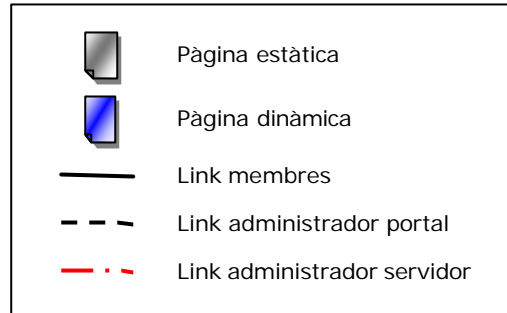 Pàgina estàtica
Pàgina dinàmica
Link membres
Link administrador portal
Link administrador servidor